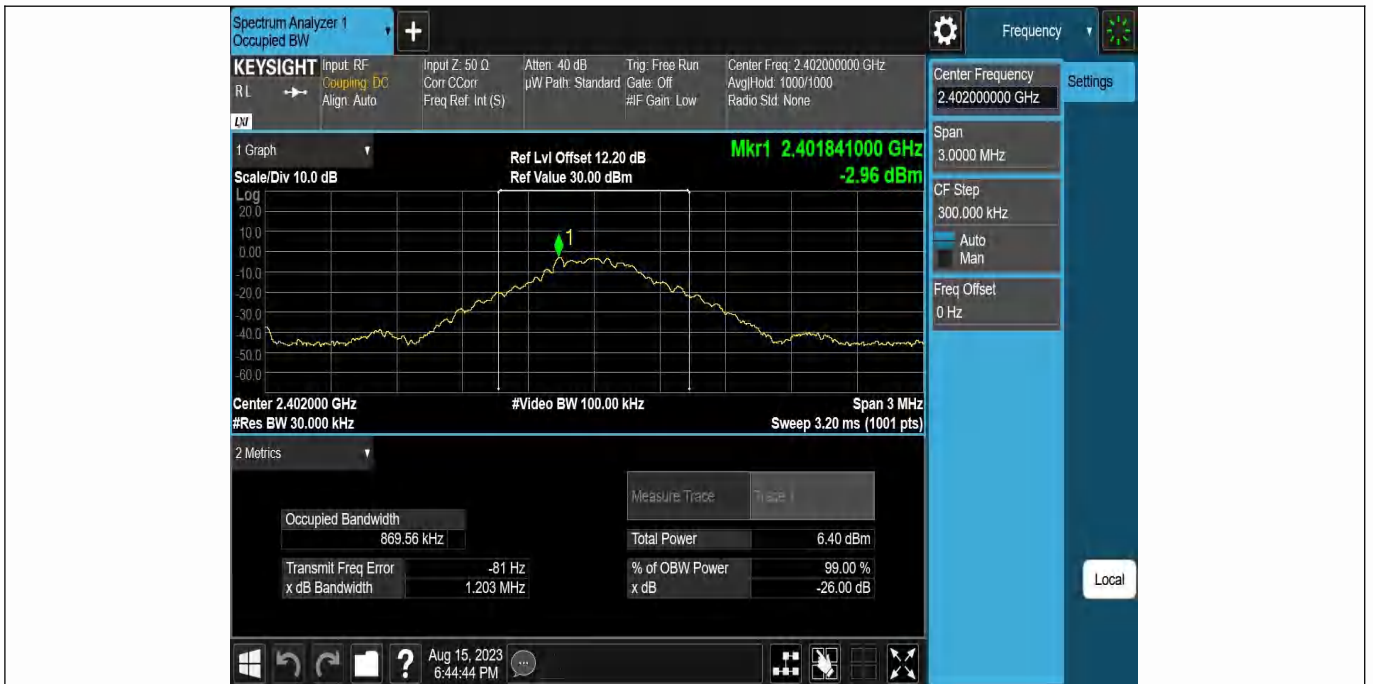 Spectrum Analyzer 1
Occupied BW
+
Frequency
KEYSIGHT
R L
LXI
Input: RF
Coupling: DC
Align: Auto
Input Z: 50 Ω
Corr CCorr
Freq Ref: Int (S)
Atten: 40 dB
µW Path: Standard
Trig: Free Run
Gate: Off
#IF Gain: Low
Center Freq: 2.402000000 GHz
Avg|Hold: 1000/1000
Radio Std: None
Center Frequency
2.402000000 GHz
Settings
Span
3.0000 MHz
CF Step
300.000 kHz
Auto
Man
Freq Offset
0 Hz
Local
1 Graph
Scale/Div 10.0 dB
Ref Lvl Offset 12.20 dB
Ref Value 30.00 dBm
Mkr1 2.401841000 GHz
-2.96 dBm
Log
20.0
10.0
0.00
-10.0
-20.0
-30.0
-40.0
-50.0
-60.0
1
Center 2.402000 GHz
#Video BW 100.00 kHz
Span 3 MHz
#Res BW 30.000 kHz
Sweep 3.20 ms (1001 pts)
2 Metrics
Measure Trace
Trace 1
Occupied Bandwidth
869.56 kHz
Total Power
6.40 dBm
Transmit Freq Error
-81 Hz
% of OBW Power
99.00 %
x dB Bandwidth
1.203 MHz
x dB
-26.00 dB
?
Aug 15, 2023
6:44:44 PM